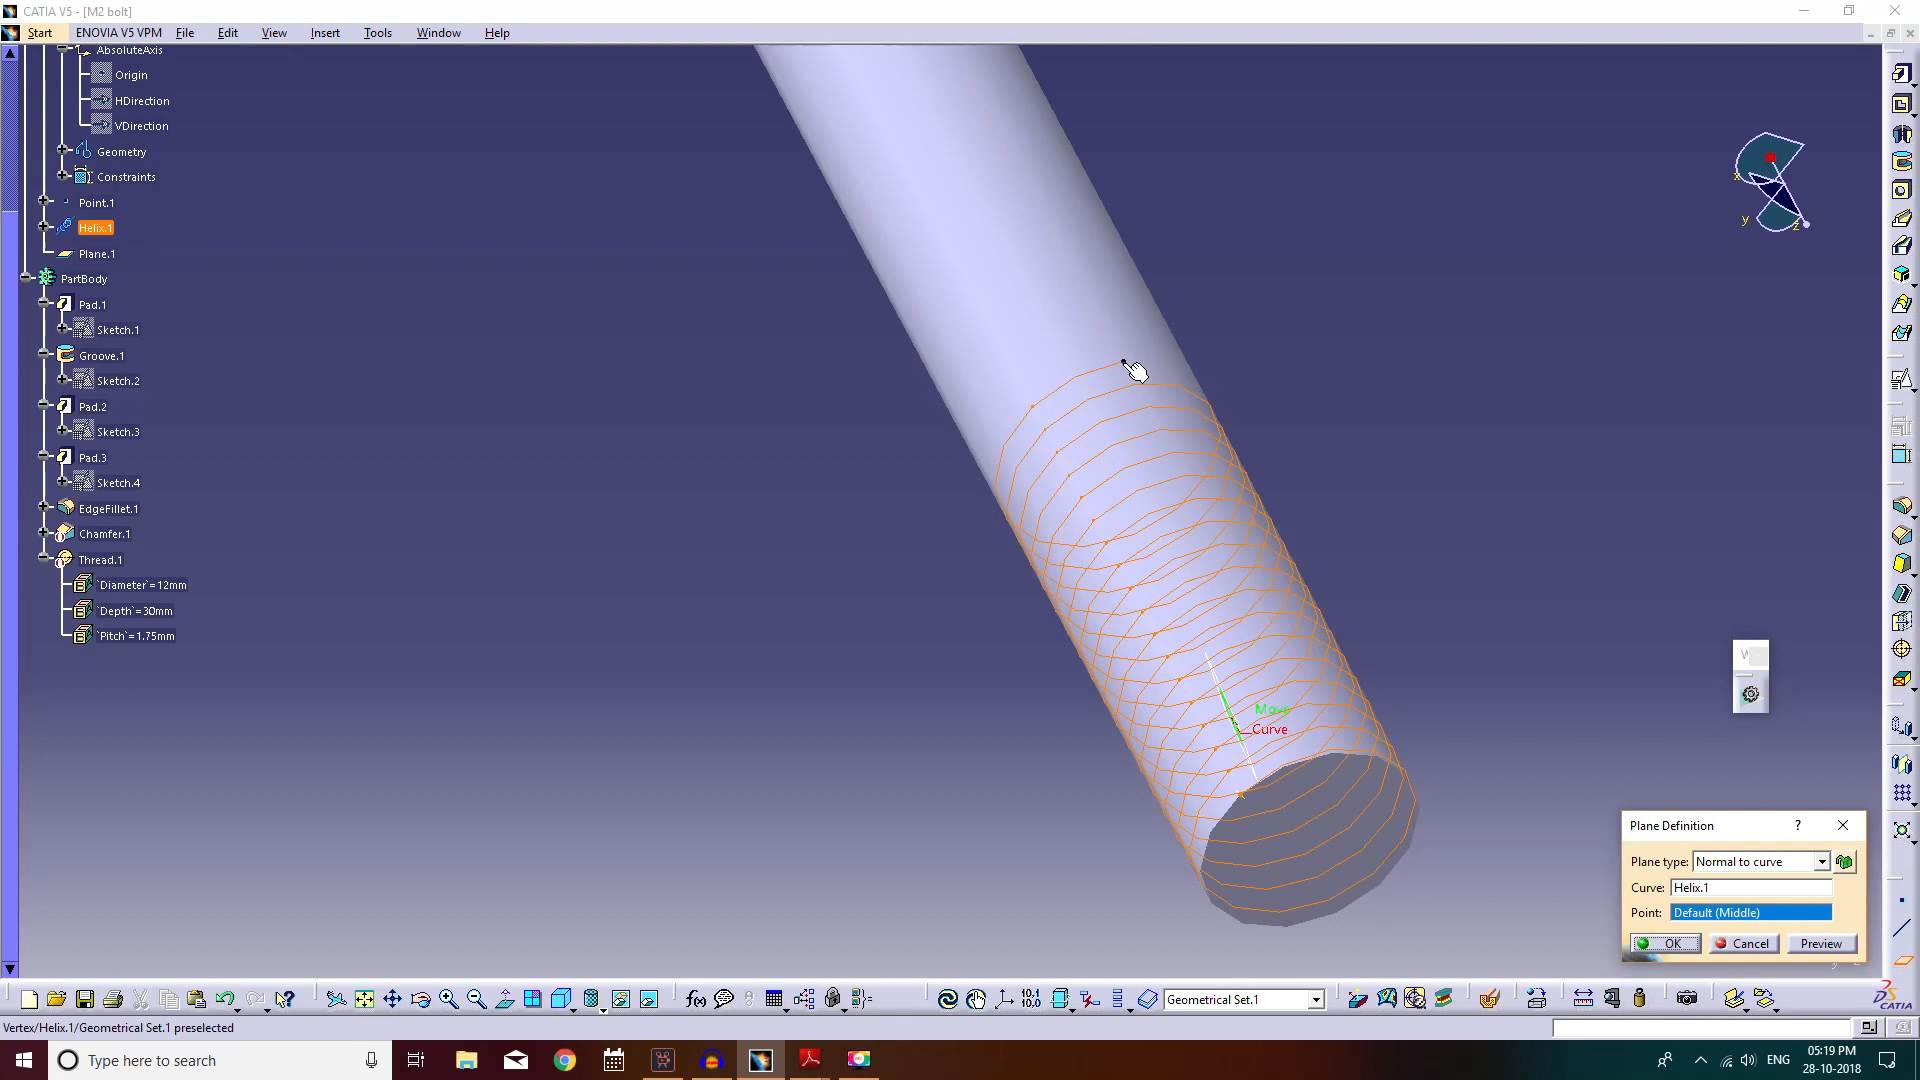 CATIA V5 - [M2 bolt]
Start ENOVIA V5 VPM File Edit View Insert Tools Window Help
AbsoluteAxis
Origin
HDirection
VDirection
Geometry
Constraints
Point.1
Helix.1
Plane.1
PartBody
Pad.1
Sketch.1
Groove.1
Sketch.2
Pad.2
Sketch.3
Pad.3
Sketch.4
EdgeFillet.1
Chamfer.1
Thread.1
`Diameter`=12mm
`Depth`=30mm
`Pitch`=1.75mm
x
y
z
Move
Curve
Plane Definition ?
Plane type: Normal to curve
Curve: Helix.1
Point: Default (Middle)
OK Cancel Preview
f(x) 10.1 Geometrical Set.1
CATIA
Vertex/Helix.1/Geometrical Set.1 preselected
Type here to search
ENG
05:19 PM
28-10-2018